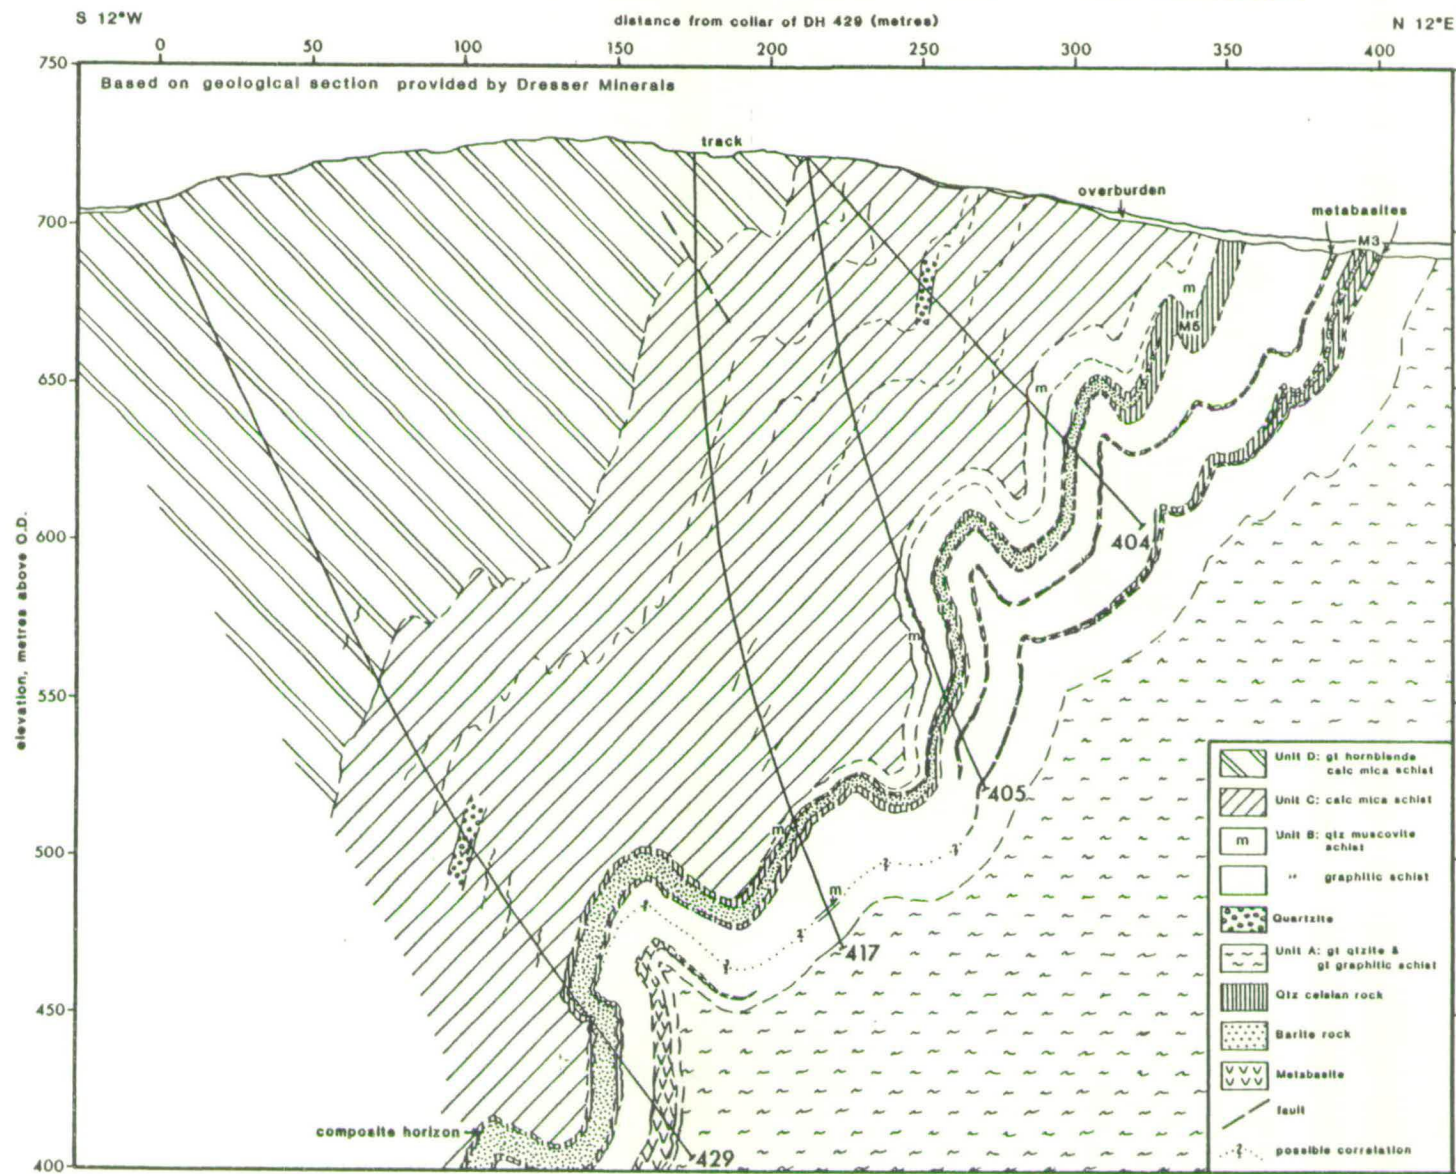 S 12°W
distance from collar of DH 429 (metres)
N 12°E
0 50 100 150 200 250 300 350 400
750
Based on geological section provided by Dresser Minerals
track
overburden
700
metabasites
M3
m
M5
650
m
600
404
elevation, metres above O.D.
m
550
405
500
m
m
417
450
composite horizon
400
429
Unit D: gt hornblende
calc mica schist
Unit C: calc mica schist
m
Unit B: qtz muscovite
schist
" graphitic schist
Quartzite
Unit A: gt qtzite &
gt graphitic schist
Qtz celsian rock
Barite rock
Metabasite
fault
? possible correlation